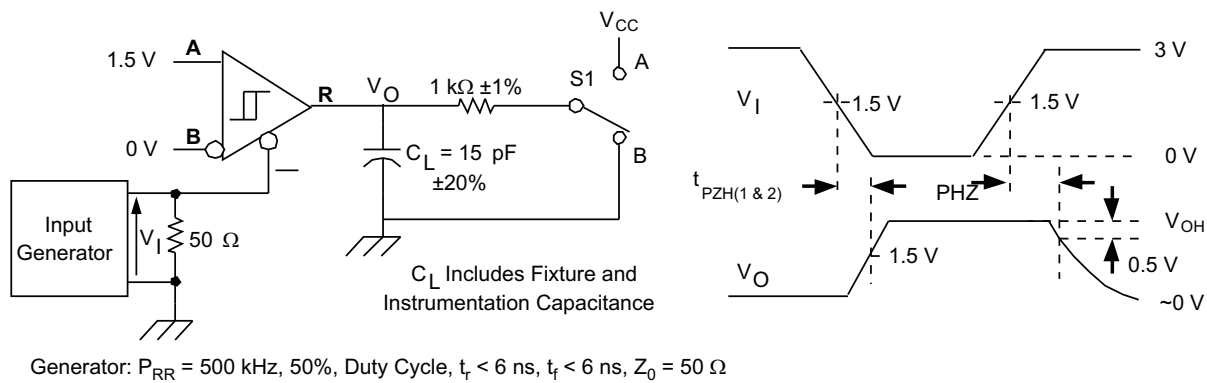 V_CC
A
1.5 V
A
R
V_O
1 kΩ ±1%
S1
0 V
B
B
C_L = 15 pF
±20%
Input
Generator
V_I
50 Ω
C_L Includes Fixture and
Instrumentation Capacitance
3 V
V_I
1.5 V
1.5 V
0 V
t_PZH(1 & 2)
PHZ
V_OH
V_O
1.5 V
0.5 V
~0 V
Generator: P_RR = 500 kHz, 50%, Duty Cycle, t_r < 6 ns, t_f < 6 ns, Z_0 = 50 Ω